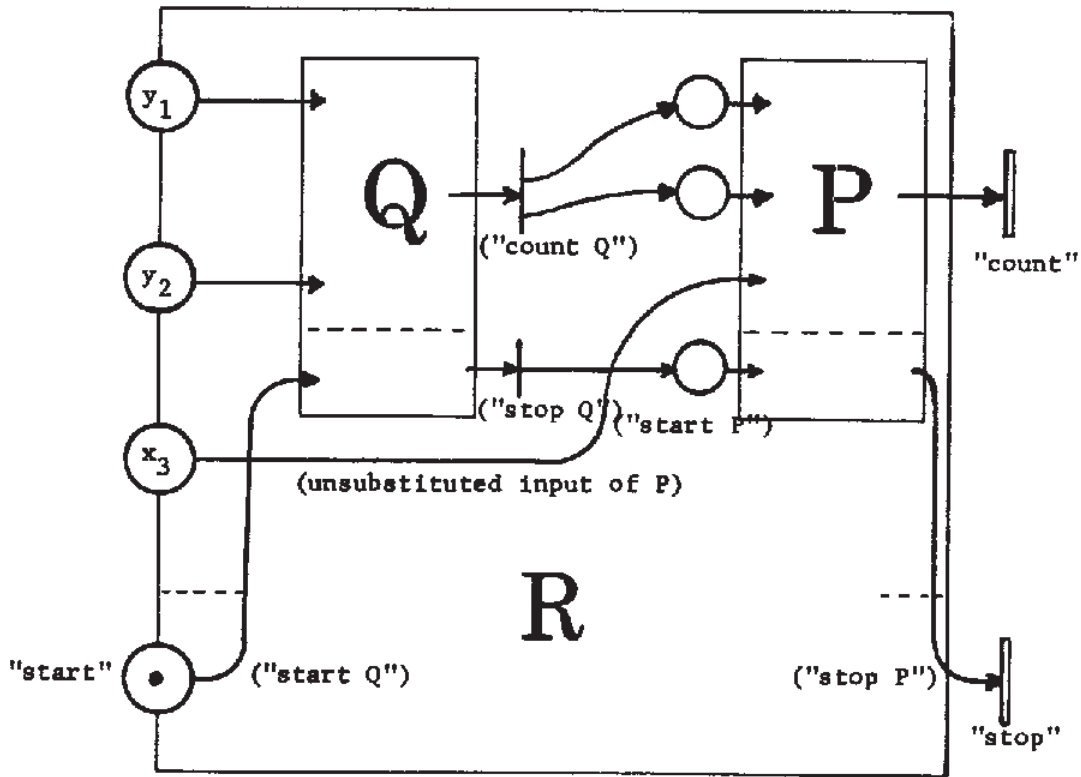 y1
Q
P
("count Q")
"count"
y2
("stop Q")
("start P")
x3
(unsubstituted input of P)
R
"start"
("start Q")
("stop P")
"stop"